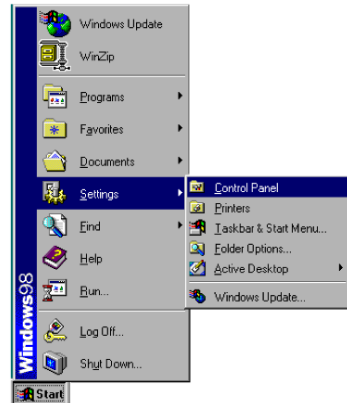 Windows Update
WinZip
Programs
Favorites
Documents
Settings
Find
Help
Run...
Log Off...
Shut Down...
Windows98
Start
Control Panel
Printers
Taskbar & Start Menu...
Folder Options...
Active Desktop
Windows Update...